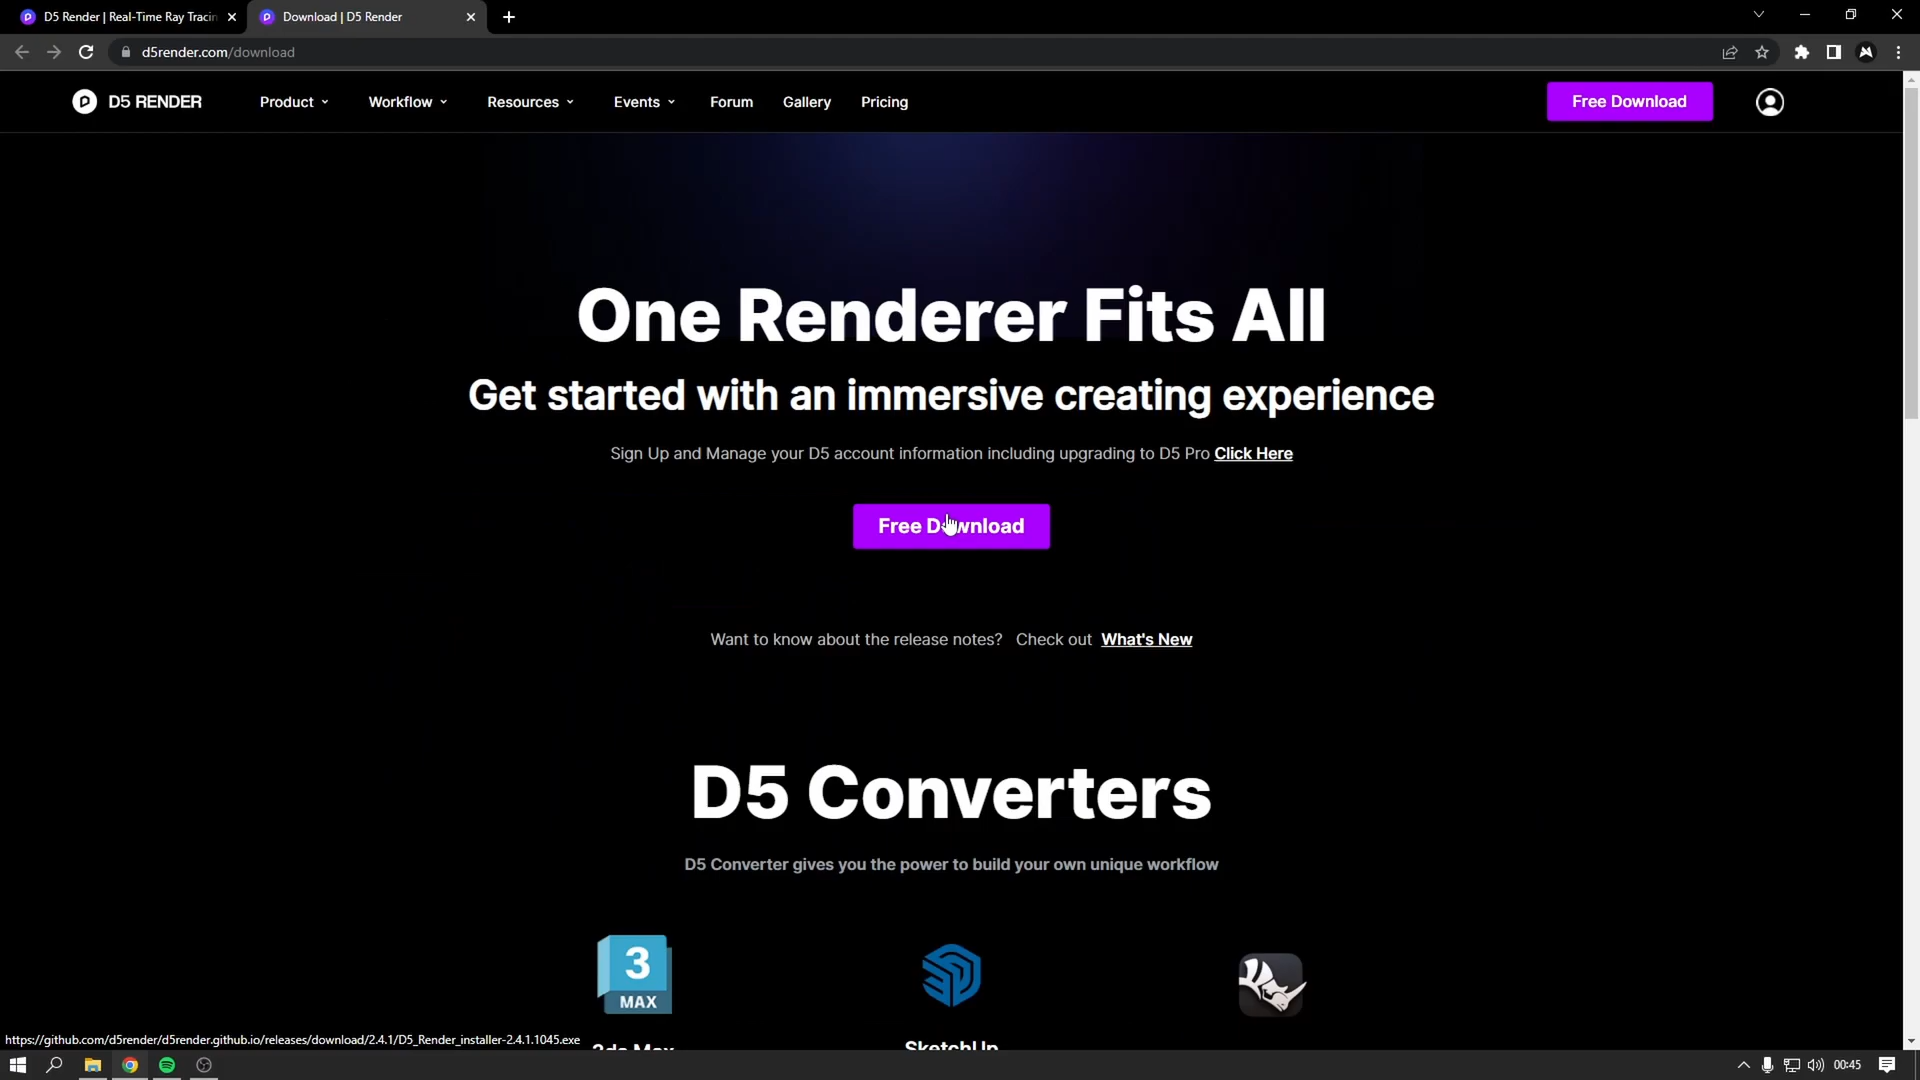 D5 Render | Real-Time Ray Tracin
Download | D5 Render
d5render.com/download
D5 RENDER
Product
Workflow
Resources
Events
Forum
Gallery
Pricing
Free Download
One Renderer Fits All
Get started with an immersive creating experience
Sign Up and Manage your D5 account information including upgrading to D5 Pro Click Here
Free Download
Want to know about the release notes? Check out What's New
D5 Converters
D5 Converter gives you the power to build your own unique workflow
3
MAX
3ds Max
SketchUp
https://github.com/d5render/d5render.github.io/releases/download/2.4.1/D5_Render_installer-2.4.1.1045.exe
00:45